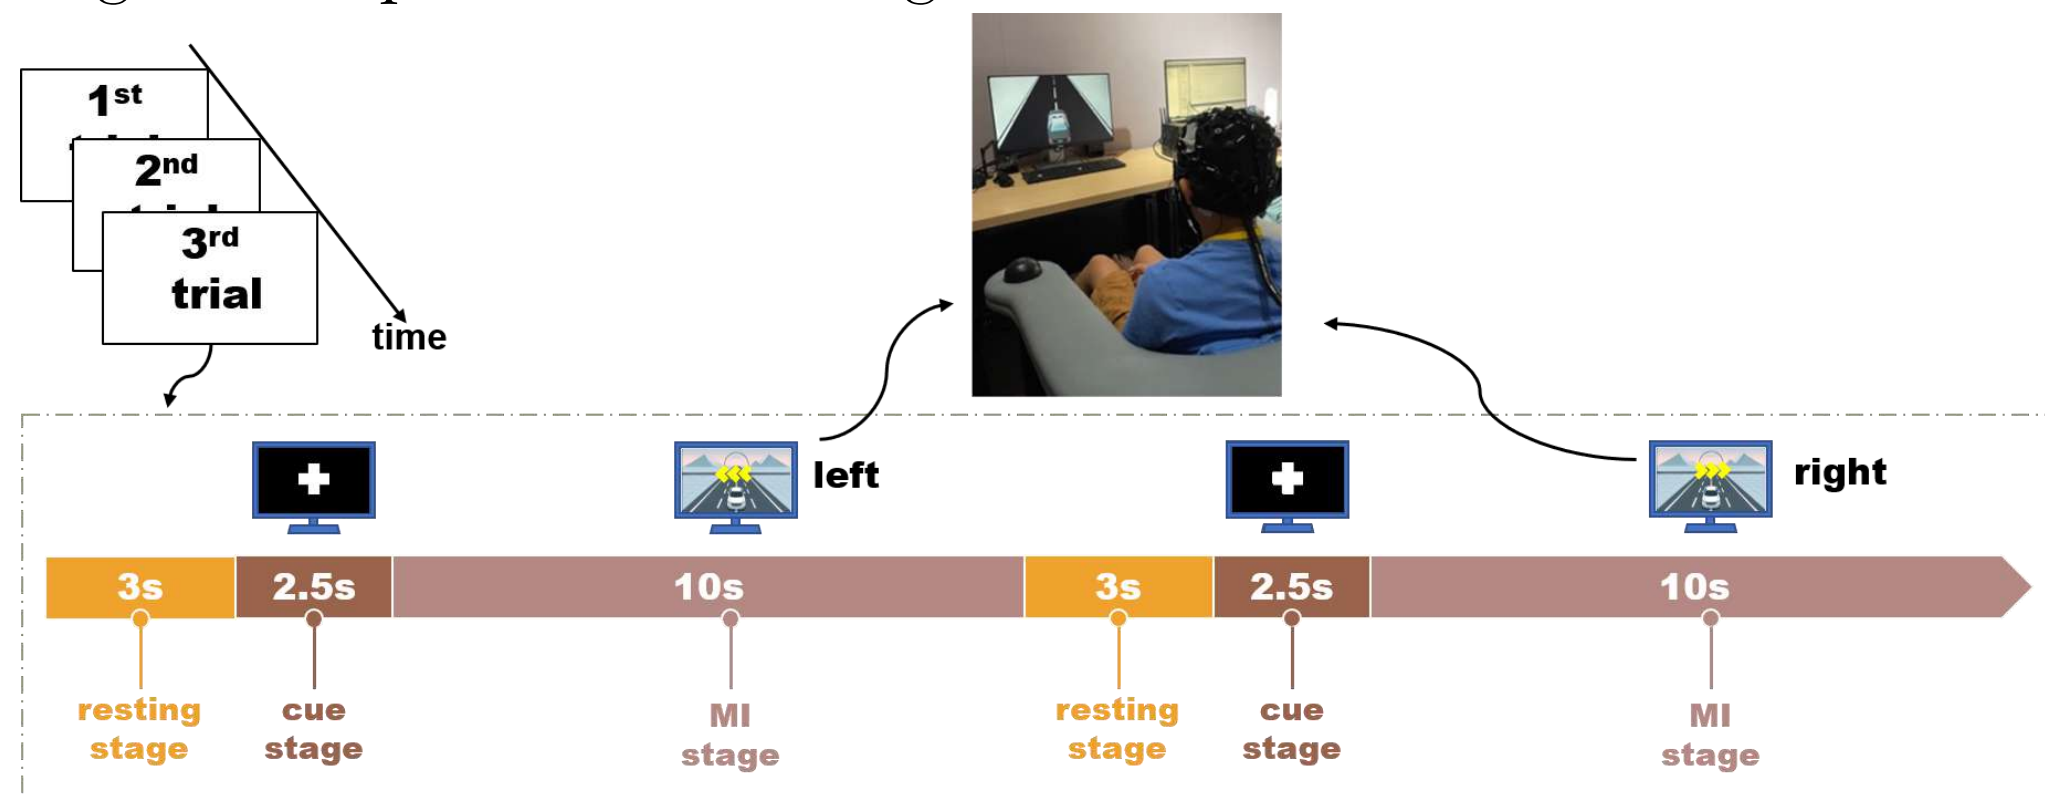 1st
2nd
3rd
trial
time
left
right
3s
2.5s
10s
3s
2.5s
10s
resting
stage
cue
stage
MI
stage
resting
stage
cue
stage
MI
stage